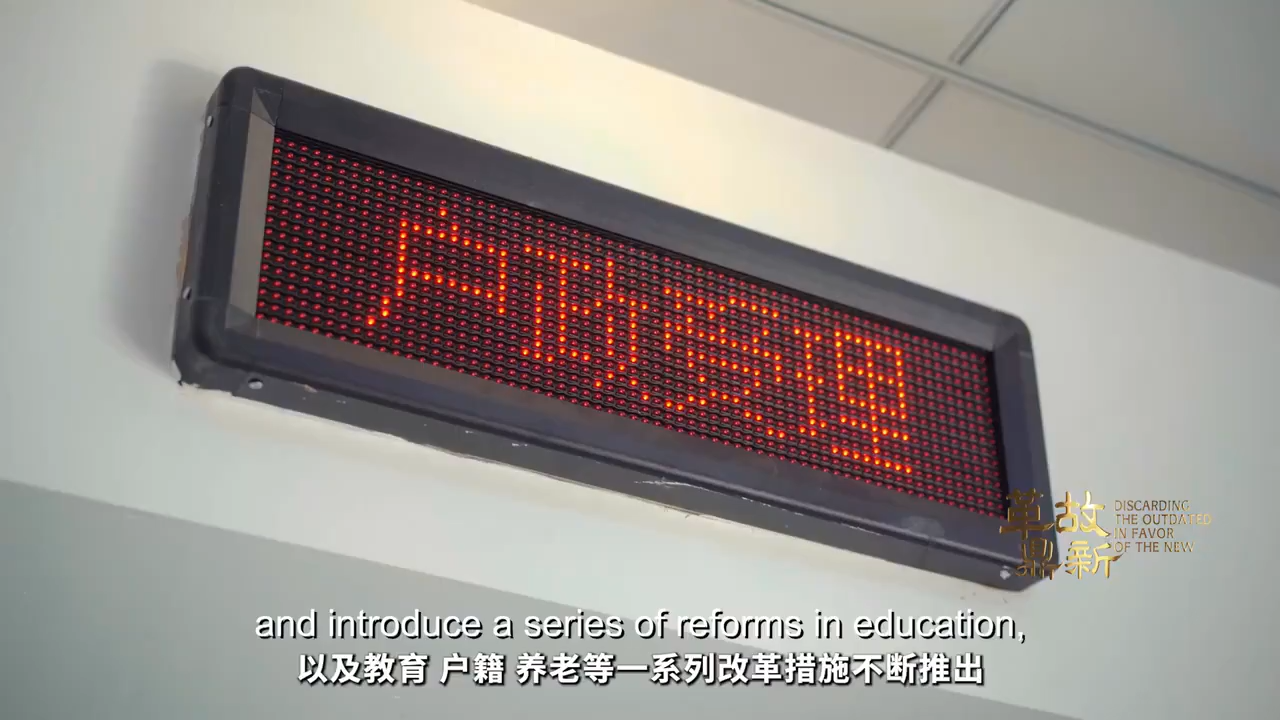 户政受理
革故
鼎新
DISCARDING
THE OUTDATED
IN FAVOR
OF THE NEW
and introduce a series of reforms in education,
以及教育 户籍 养老等一系列改革措施不断推出